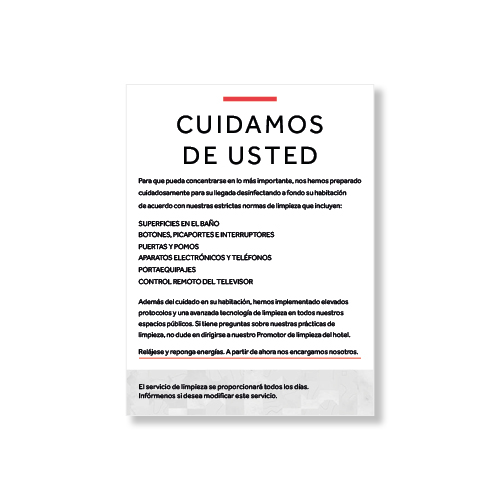 CUIDAMOS
DE USTED
Para que pueda concentrarse en lo más importante, nos hemos preparado
cuidadosamente para su llegada desinfectando a fondo su habitación
de acuerdo con nuestras estrictas normas de limpieza que incluyen:
SUPERFICIES EN EL BAÑO
BOTONES, PICAPORTES E INTERRUPTORES
PUERTAS Y POMOS
APARATOS ELECTRÓNICOS Y TELÉFONOS
PORTAEQUIPAJES
CONTROL REMOTO DEL TELEVISOR
Además del cuidado en su habitación, hemos implementado elevados
protocolos y una avanzada tecnología de limpieza en todos nuestros
espacios públicos. Si tiene preguntas sobre nuestras prácticas de
limpieza, no dude en dirigirse a nuestro Promotor de limpieza del hotel.
Relájese y reponga energías. A partir de ahora nos encargamos nosotros.
El servicio de limpieza se proporcionará todos los días.
Infórmenos si desea modificar este servicio.